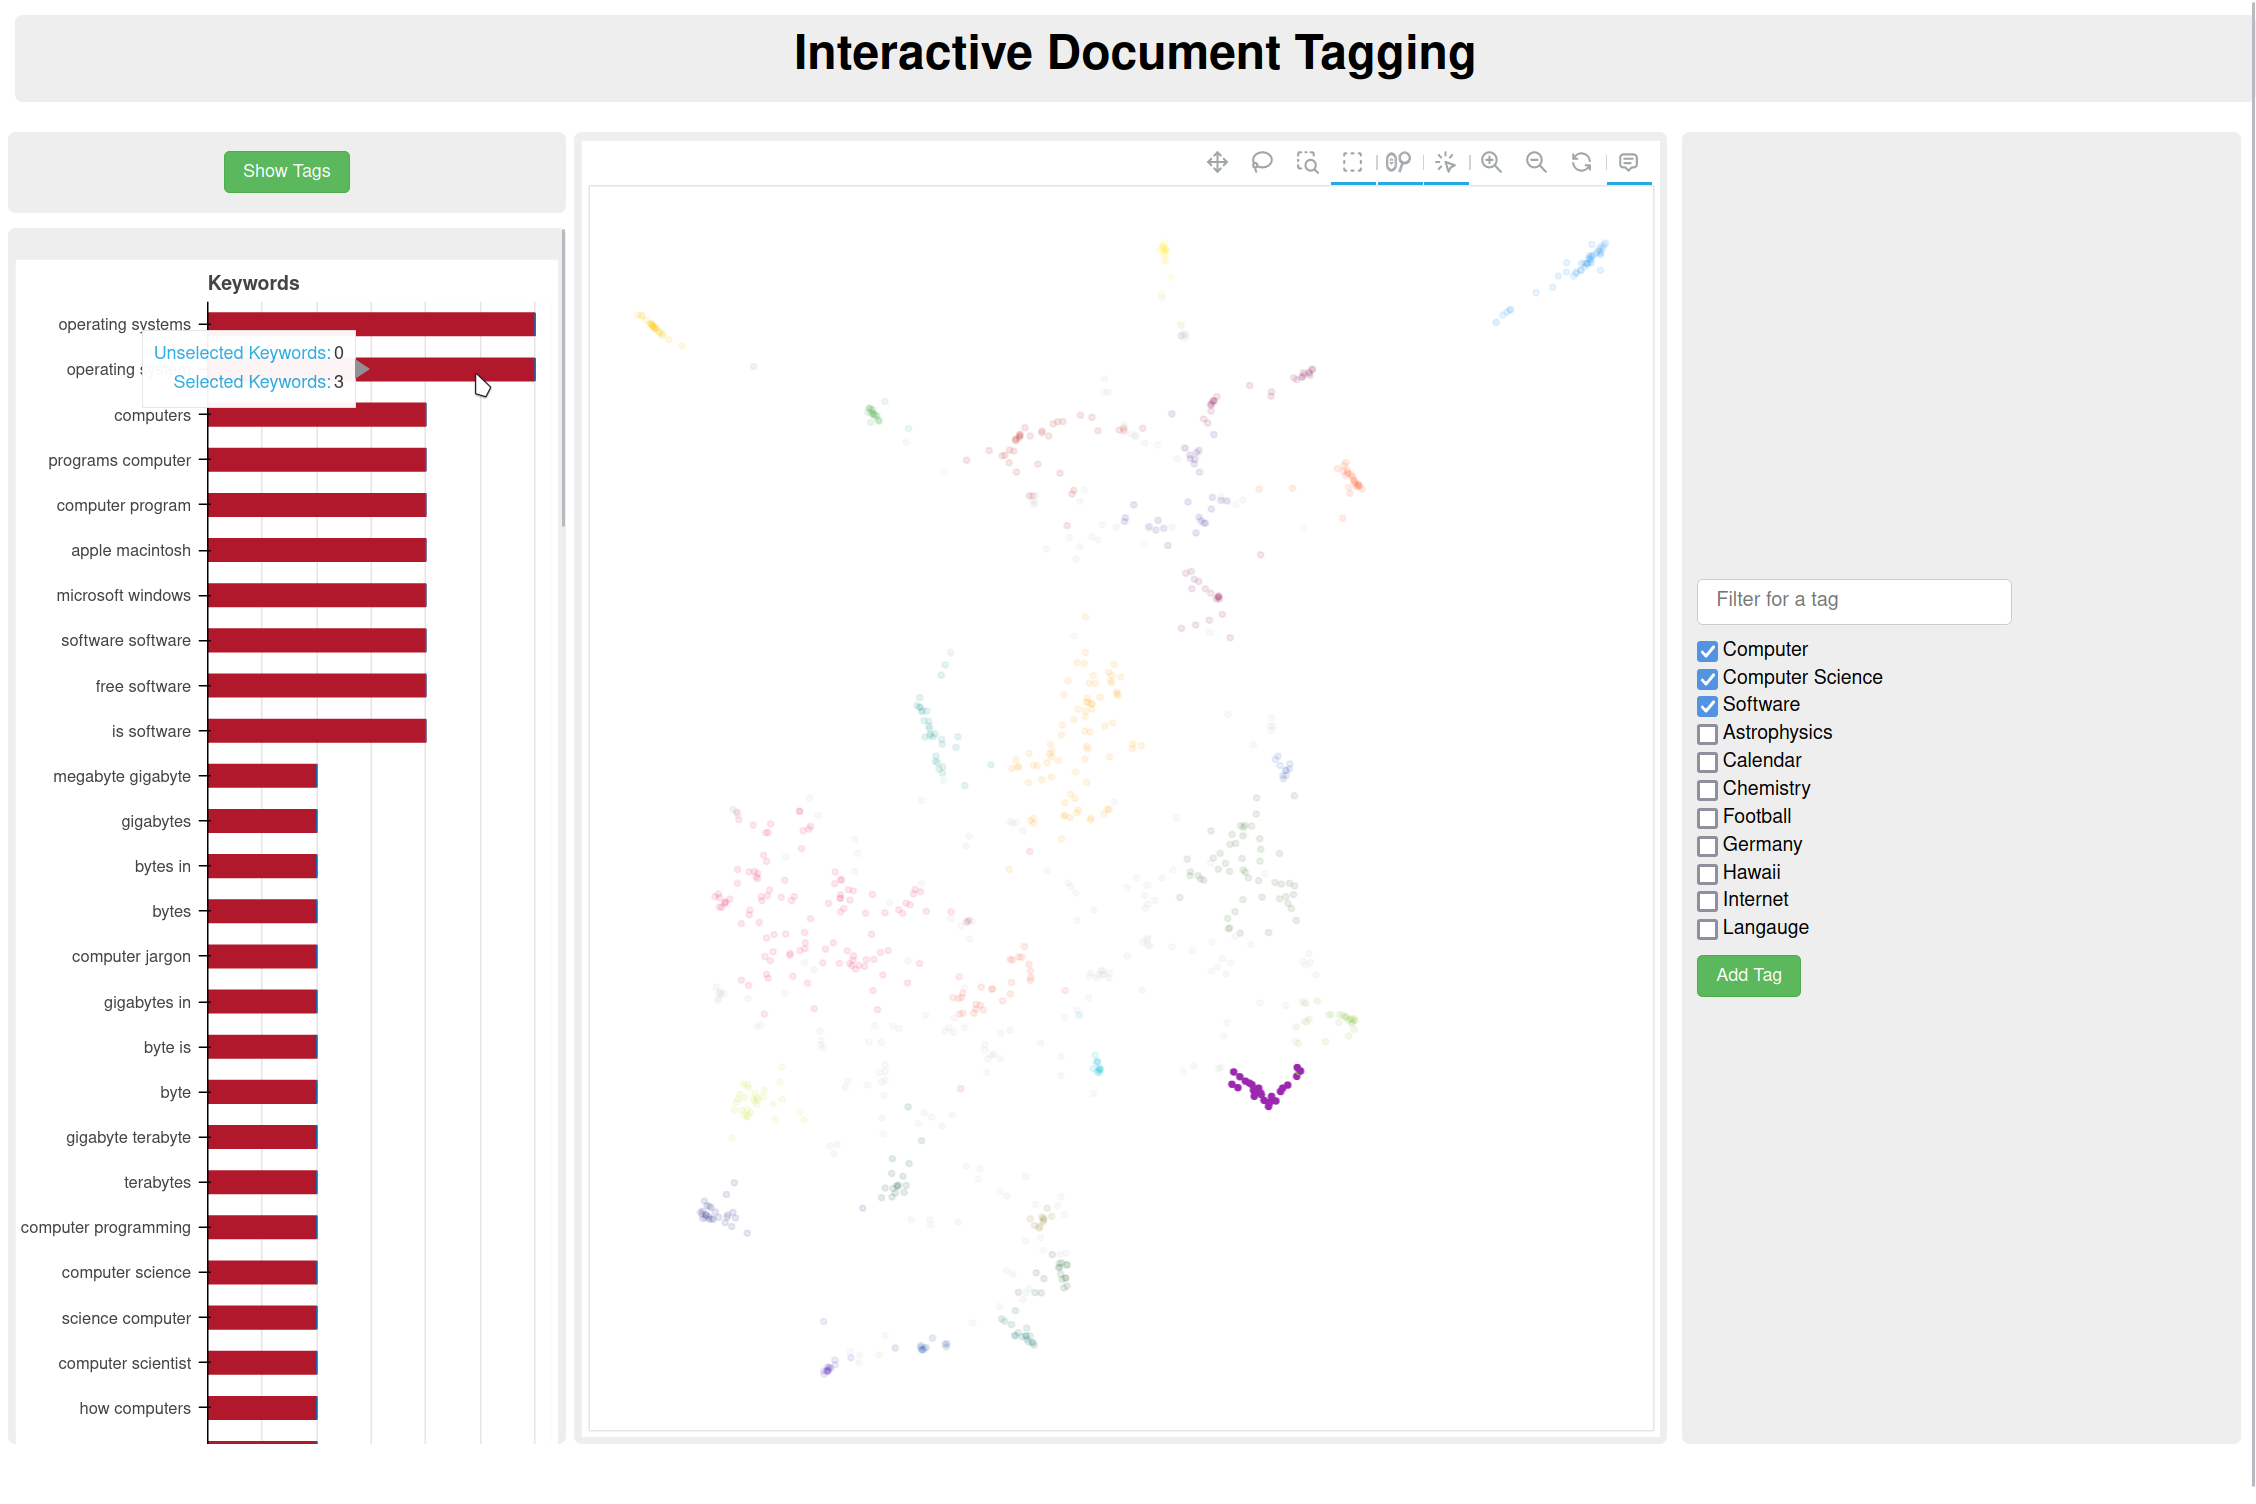 Interactive Document Tagging
Show Tags
Keywords
operating systems
Unselected Keywords: 0
operating
Selected Keywords: 3
computers
programs computer
computer program
apple macintosh
microsoft windows
software software
free software
is software
megabyte gigabyte
gigabytes
bytes in
bytes
computer jargon
gigabytes in
byte is
byte
gigabyte terabyte
terabytes
computer programming
computer science
science computer
computer scientist
how computers
Filter for a tag
Computer
Computer Science
Software
Astrophysics
Calendar
Chemistry
Football
Germany
Hawaii
Internet
Langauge
Add Tag